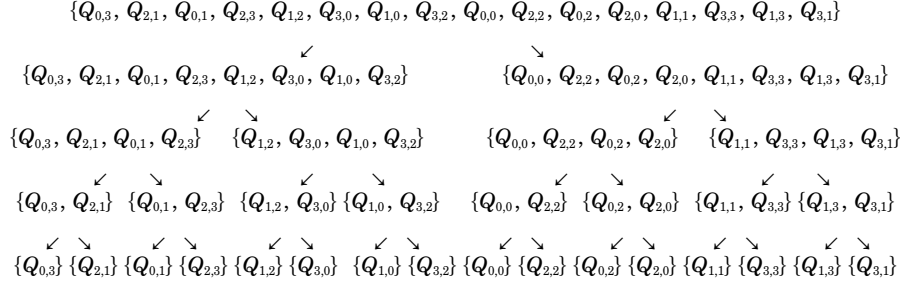 {Q₀,₃, Q₂,₁, Q₀,₁, Q₂,₃, Q₁,₂, Q₃,₀, Q₁,₀, Q₃,₂, Q₀,₀, Q₂,₂, Q₀,₂, Q₂,₀, Q₁,₁, Q₃,₃, Q₁,₃, Q₃,₁}
↙ ↘
{Q₀,₃, Q₂,₁, Q₀,₁, Q₂,₃, Q₁,₂, Q₃,₀, Q₁,₀, Q₃,₂} {Q₀,₀, Q₂,₂, Q₀,₂, Q₂,₀, Q₁,₁, Q₃,₃, Q₁,₃, Q₃,₁}
↙ ↘ ↙ ↘
{Q₀,₃, Q₂,₁, Q₀,₁, Q₂,₃} {Q₁,₂, Q₃,₀, Q₁,₀, Q₃,₂} {Q₀,₀, Q₂,₂, Q₀,₂, Q₂,₀} {Q₁,₁, Q₃,₃, Q₁,₃, Q₃,₁}
↙ ↘ ↙ ↘ ↙ ↘ ↙ ↘
{Q₀,₃, Q₂,₁} {Q₀,₁, Q₂,₃} {Q₁,₂, Q₃,₀} {Q₁,₀, Q₃,₂} {Q₀,₀, Q₂,₂} {Q₀,₂, Q₂,₀} {Q₁,₁, Q₃,₃} {Q₁,₃, Q₃,₁}
↙ ↘ ↙ ↘ ↙ ↘ ↙ ↘ ↙ ↘ ↙ ↘ ↙ ↘ ↙ ↘
{Q₀,₃} {Q₂,₁} {Q₀,₁} {Q₂,₃} {Q₁,₂} {Q₃,₀} {Q₁,₀} {Q₃,₂} {Q₀,₀} {Q₂,₂} {Q₀,₂} {Q₂,₀} {Q₁,₁} {Q₃,₃} {Q₁,₃} {Q₃,₁}